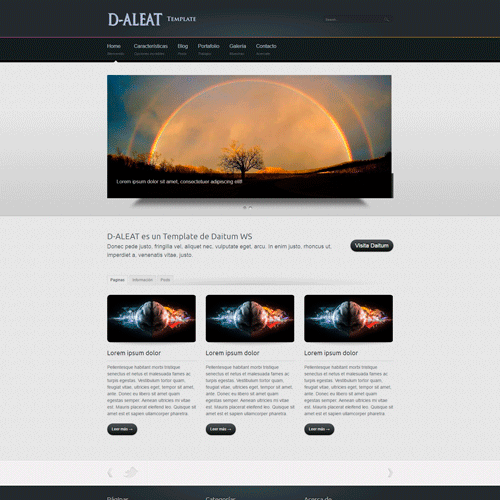 D-ALEAT TEMPLATE
Home Características Blog Portafolio Galería Contacto
Lorem ipsum dolor sit amet, consectetuer adipiscing elit!
D-ALEAT es un Template de Daitum WS
Donec pede justo, fringilla vel, aliquet nec, vulputate eget, arcu. In enim justo, rhoncus ut,
imperdiet a, venenatis vitae, justo.
Visita Daitum
Páginas Información Posts
Lorem ipsum dolor
Pellentesque habitant morbi tristique
senectus et netus et malesuada fames ac
turpis egestas. Vestibulum tortor quam,
feugiat vitae, ultricies eget, tempor sit amet,
ante. Donec eu libero sit amet quam
egestas semper. Aenean ultricies mi vitae
est. Mauris placerat eleifend leo. Quisque sit
amet est et sapien ullamcorper pharetra.
Leer más →
Lorem ipsum dolor
Pellentesque habitant morbi tristique
senectus et netus et malesuada fames ac
turpis egestas. Vestibulum tortor quam,
feugiat vitae, ultricies eget, tempor sit amet,
ante. Donec eu libero sit amet quam
egestas semper. Aenean ultricies mi vitae
est. Mauris placerat eleifend leo. Quisque sit
amet est et sapien ullamcorper pharetra.
Leer más →
Lorem ipsum dolor
Pellentesque habitant morbi tristique
senectus et netus et malesuada fames ac
turpis egestas. Vestibulum tortor quam,
feugiat vitae, ultricies eget, tempor sit amet,
ante. Donec eu libero sit amet quam
egestas semper. Aenean ultricies mi vitae
est. Mauris placerat eleifend leo. Quisque sit
amet est et sapien ullamcorper pharetra.
Leer más →
Páginas Categorías Acerca de